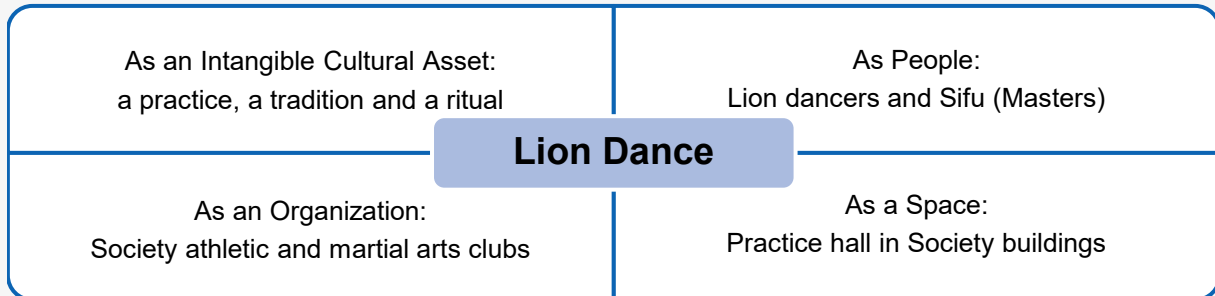 As an Intangible Cultural Asset:
a practice, a tradition and a ritual
As People:
Lion dancers and Sifu (Masters)
Lion Dance
As an Organization:
Society athletic and martial arts clubs
As a Space:
Practice hall in Society buildings